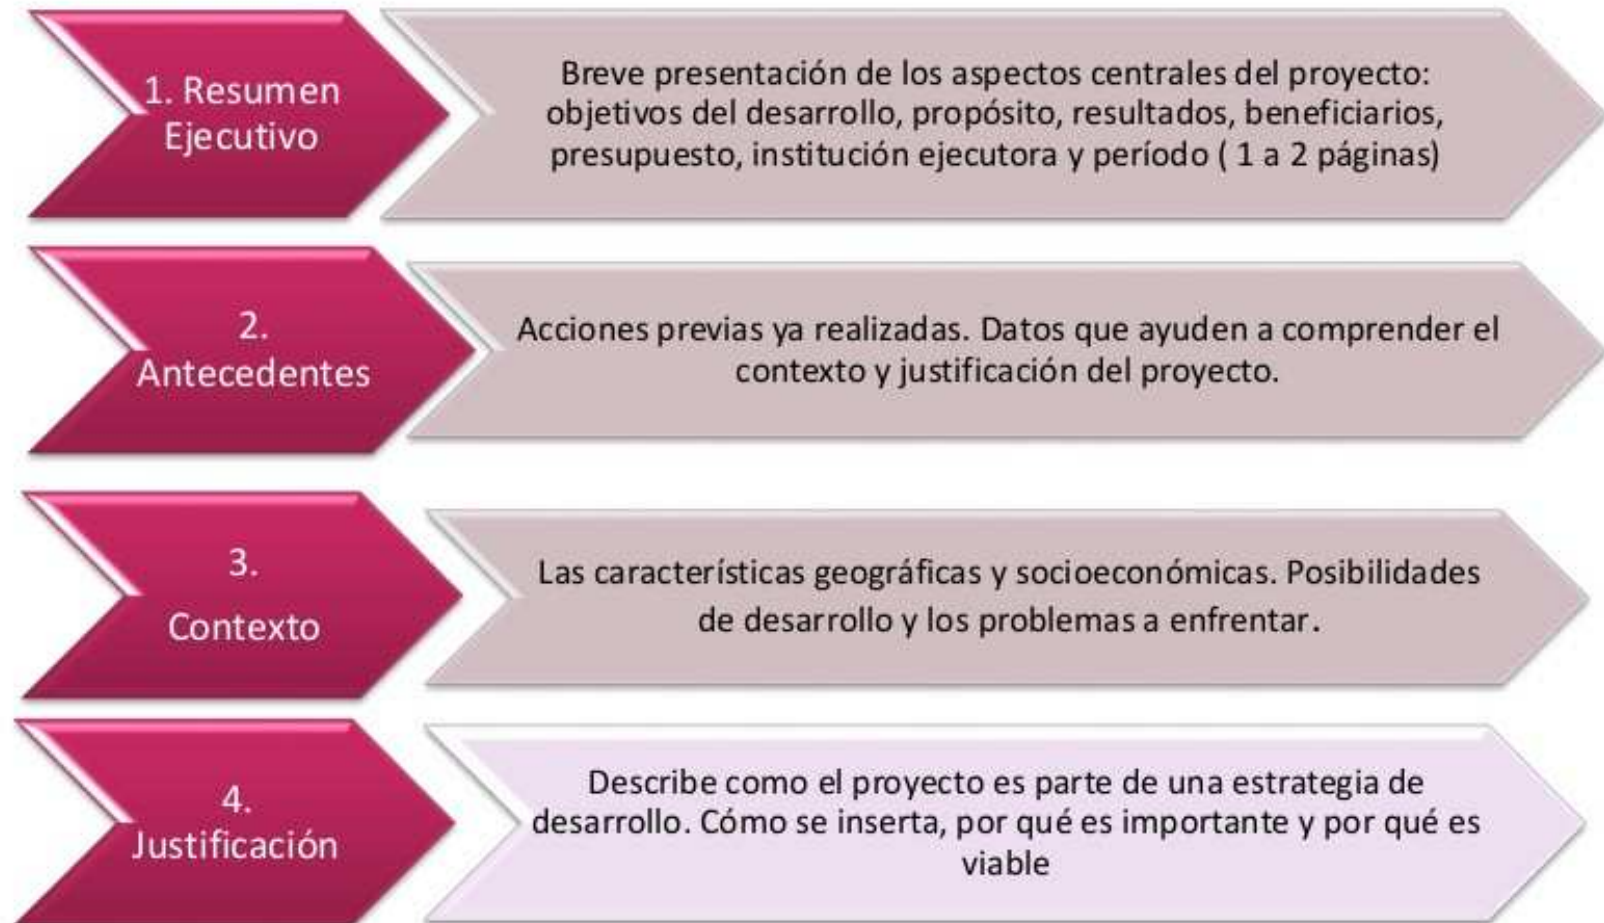 1. Resumen
Ejecutivo
Breve presentación de los aspectos centrales del proyecto:
objetivos del desarrollo, propósito, resultados, beneficiarios,
presupuesto, institución ejecutora y período ( 1 a 2 páginas)
2.
Antecedentes
Acciones previas ya realizadas. Datos que ayuden a comprender el
contexto y justificación del proyecto.
3.
Contexto
Las características geográficas y socioeconómicas. Posibilidades
de desarrollo y los problemas a enfrentar.
4.
Justificación
Describe como el proyecto es parte de una estrategia de
desarrollo. Cómo se inserta, por qué es importante y por qué es
viable